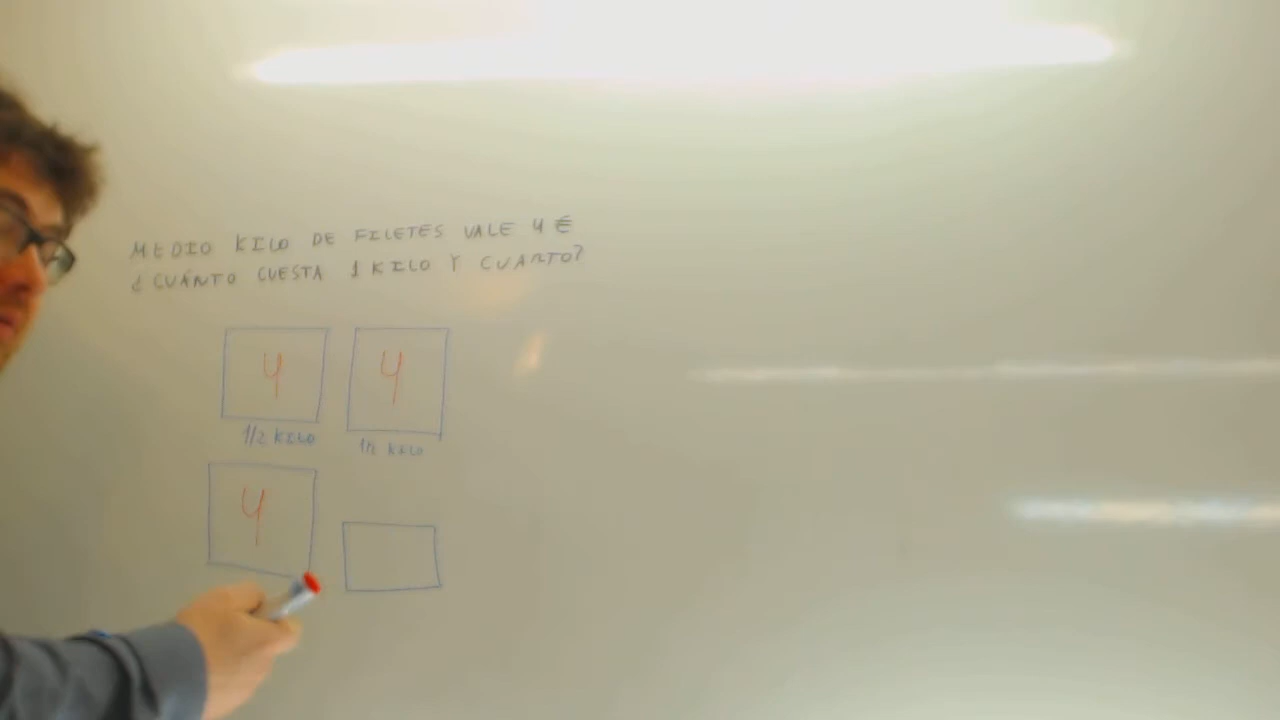 MEDIO KILO DE FILETES VALE 4 €
¿CUÁNTO CUESTA 1 KILO Y CUARTO?
4
4
1/2 KILO
1/2 KILO
4